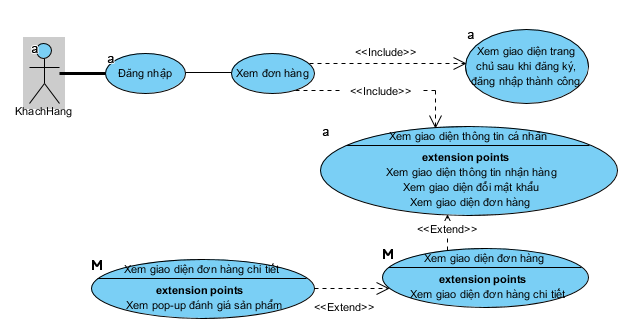 a
KhachHang
a
Đăng nhập
Xem đơn hàng
<<Include>>
<<Include>>
a
Xem giao diện trang
chủ sau khi đăng ký,
đăng nhập thành công
a
Xem giao diện thông tin cá nhân
extension points
Xem giao diện thông tin nhận hàng
Xem giao diện đổi mật khẩu
Xem giao diện đơn hàng
<<Extend>>
M
Xem giao diện đơn hàng
extension points
Xem giao diện đơn hàng chi tiết
M
Xem giao diện đơn hàng chi tiết
extension points
Xem pop-up đánh giá sản phẩm
<<Extend>>